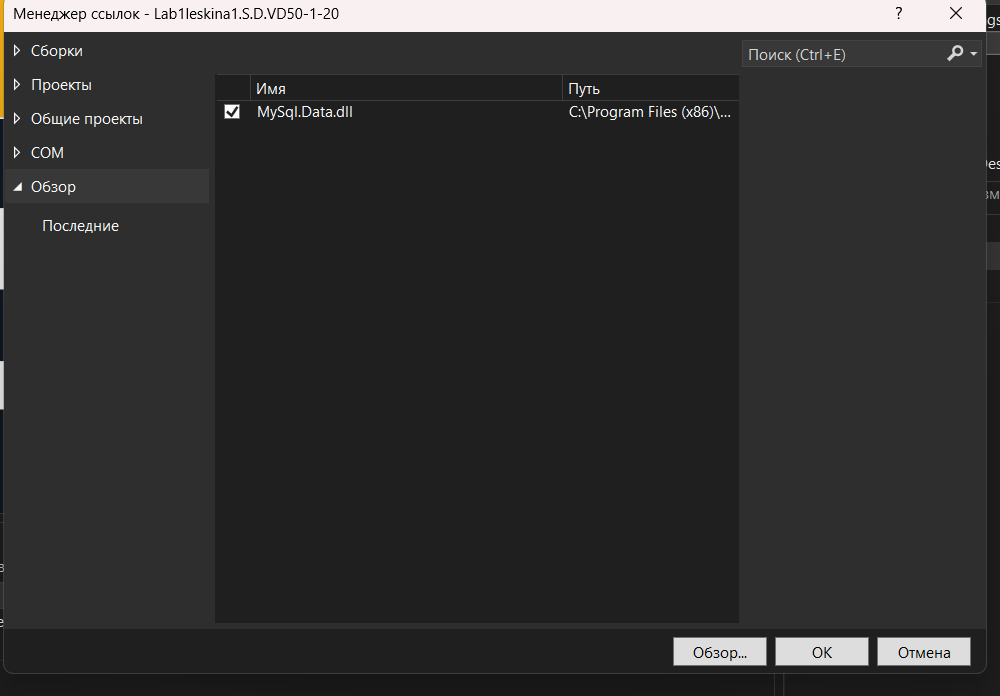 Менеджер ссылок - Lab1leskina1.S.D.VD50-1-20
?
Сборки
Поиск (Ctrl+E)
Проекты
Имя Путь
MySql.Data.dll C:\Program Files (x86)\...
Общие проекты
COM
Обзор
Последние
Обзор... ОК Отмена